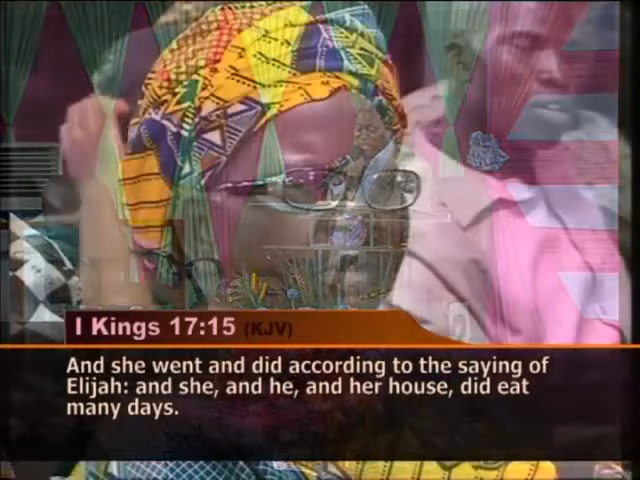 I Kings 17:15 (KJV)
And she went and did according to the saying of
Elijah: and she, and he, and her house, did eat
many days.